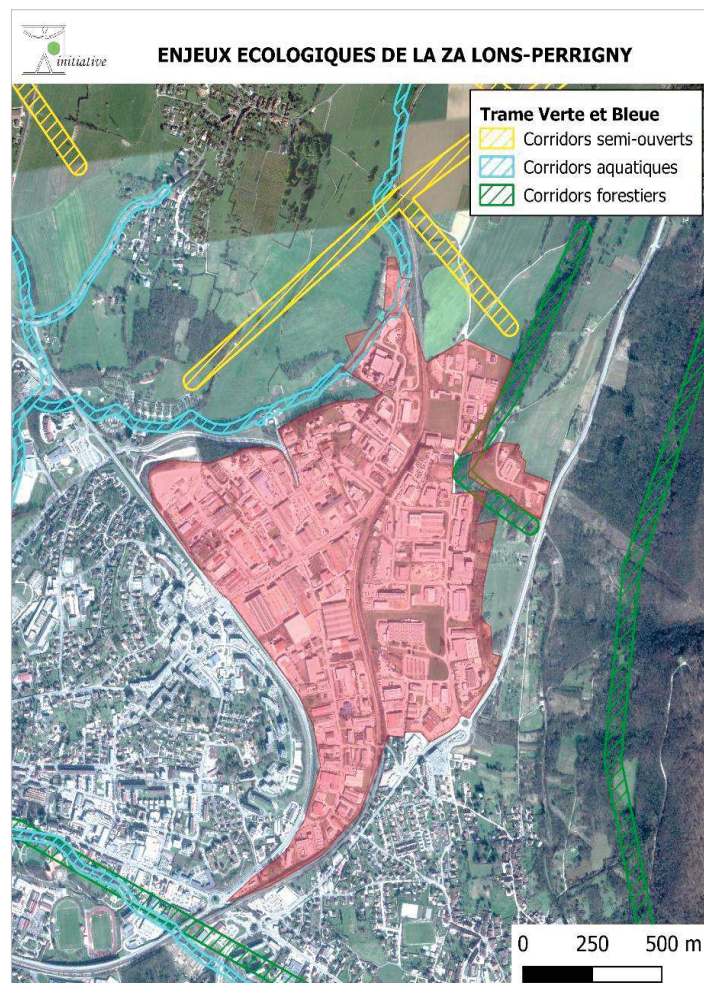 initiative
ENJEUX ECOLOGIQUES DE LA ZA LONS-PERRIGNY
Trame Verte et Bleue
Corridors semi-ouverts
Corridors aquatiques
Corridors forestiers
0 250 500 m